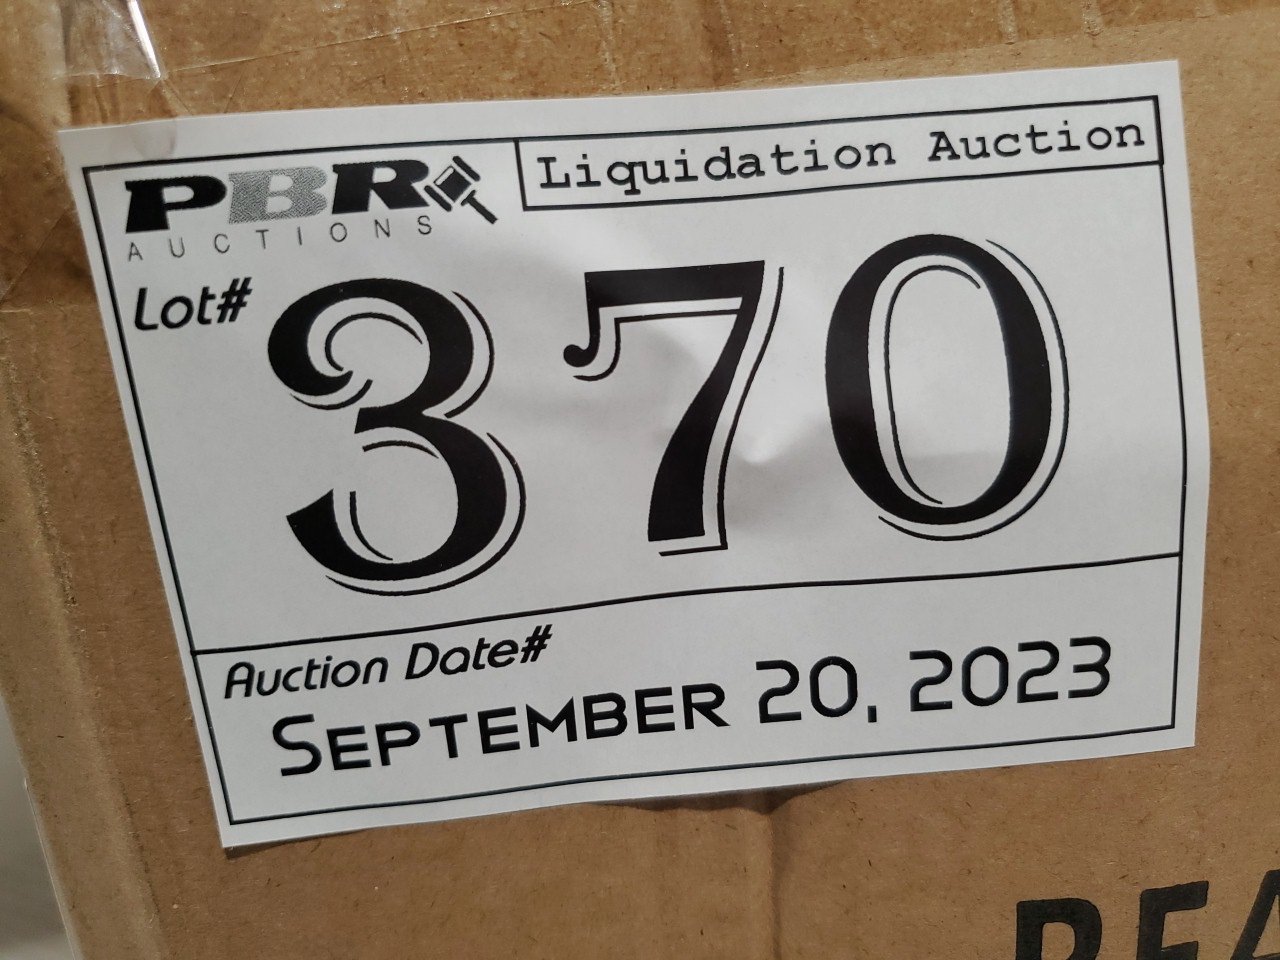 PBR
AUCTIONS
Liquidation Auction
Lot#
370
Auction Date#
September 20, 2023